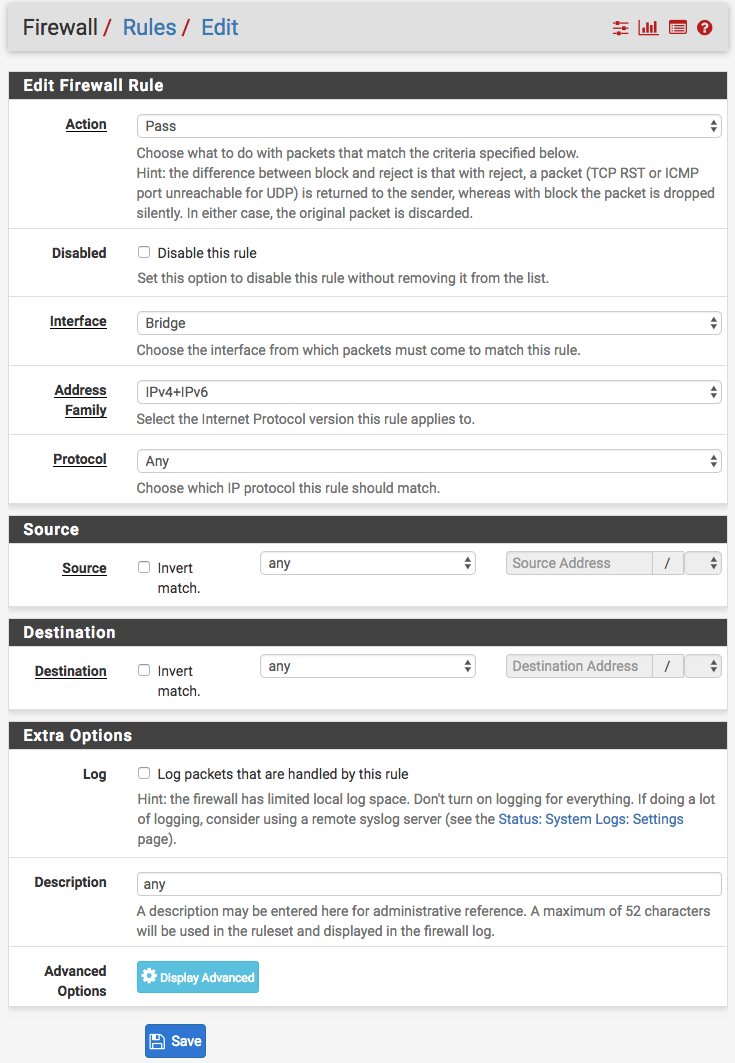 Firewall / Rules / Edit
Edit Firewall Rule
Action
Pass
Choose what to do with packets that match the criteria specified below.
Hint: the difference between block and reject is that with reject, a packet (TCP RST or ICMP
port unreachable for UDP) is returned to the sender, whereas with block the packet is dropped
silently. In either case, the original packet is discarded.
Disabled
Disable this rule
Set this option to disable this rule without removing it from the list.
Interface
Bridge
Choose the interface from which packets must come to match this rule.
Address
Family
IPv4+IPv6
Select the Internet Protocol version this rule applies to.
Protocol
Any
Choose which IP protocol this rule should match.
Source
Source
Invert
match.
any
Source Address
/
Destination
Destination
Invert
match.
any
Destination Address
/
Extra Options
Log
Log packets that are handled by this rule
Hint: the firewall has limited local log space. Don't turn on logging for everything. If doing a lot
of logging, consider using a remote syslog server (see the Status: System Logs: Settings
page).
Description
any
A description may be entered here for administrative reference. A maximum of 52 characters
will be used in the ruleset and displayed in the firewall log.
Advanced
Options
Display Advanced
Save